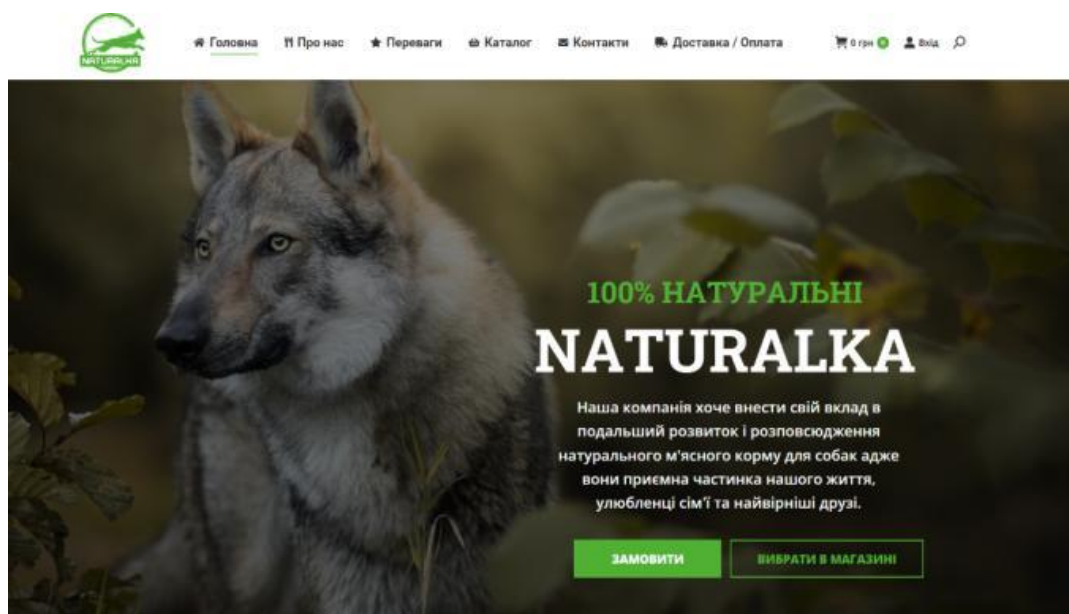 NATURALKA
Головна Про нас Переваги Каталог Контакти Доставка / Оплата 0 грн 0 Вхід
100% НАТУРАЛЬНІ
NATURALKA
Наша компанія хоче внести свій вклад в
подальший розвиток і розповсюдження
натурального м'ясного корму для собак адже
вони приємна частинка нашого життя,
улюбленці сім'ї та найвірніші друзі.
ЗАМОВИТИ ВИБРАТИ В МАГАЗИНІ